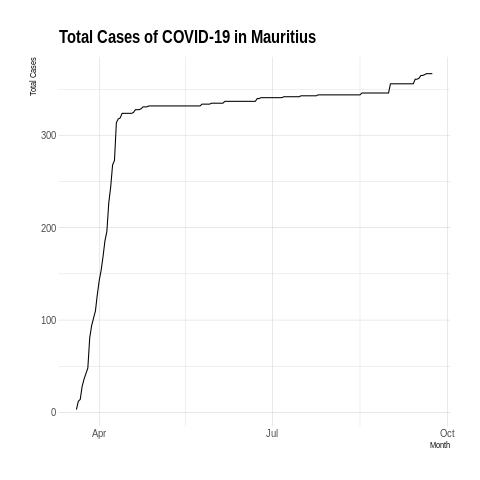 Total Cases of COVID-19 in Mauritius
Total Cases
300
200
100
0
Apr
Jul
Oct
Month